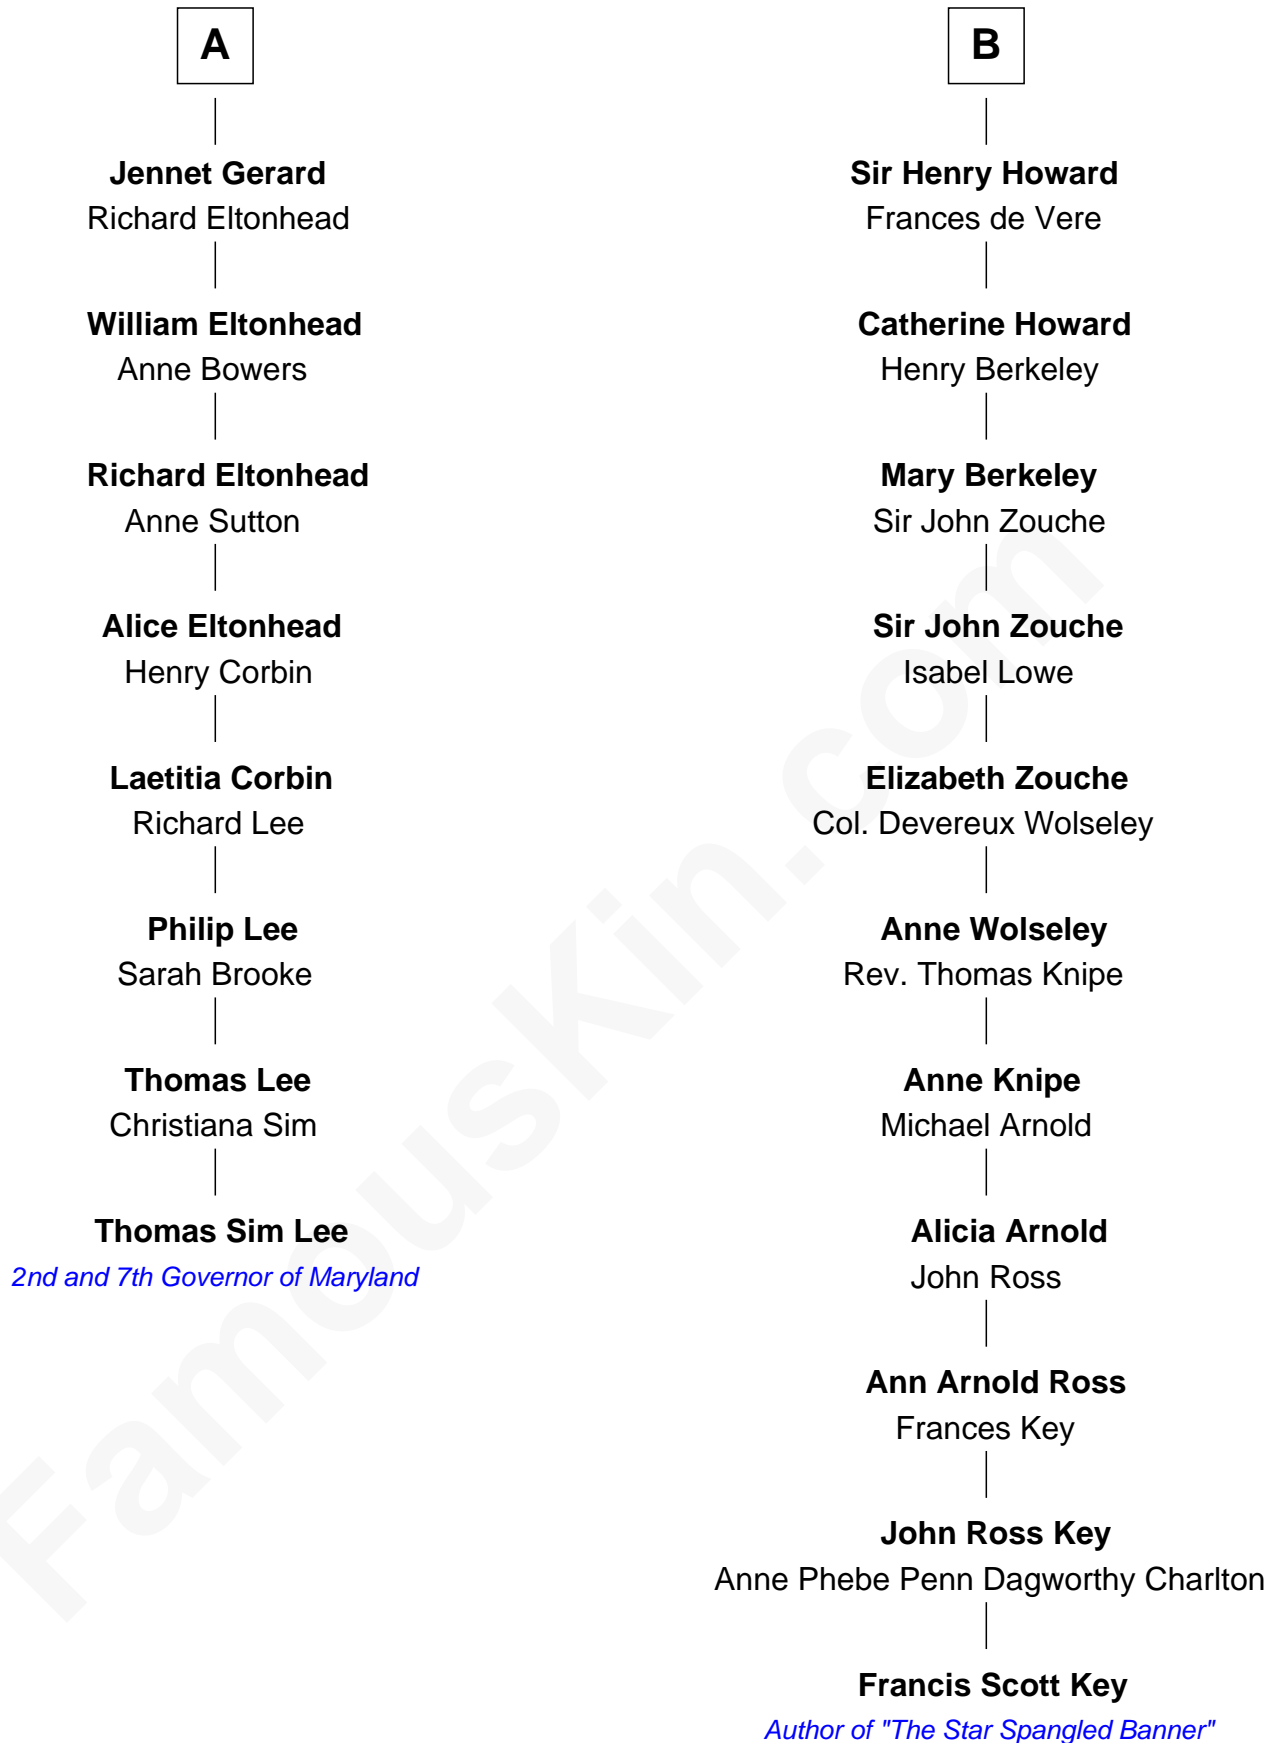 A
Jennet Gerard
Richard Eltonhead
William Eltonhead
Anne Bowers
Richard Eltonhead
Anne Sutton
Alice Eltonhead
Henry Corbin
Laetitia Corbin
Richard Lee
Philip Lee
Sarah Brooke
Thomas Lee
Christiana Sim
Thomas Sim Lee
2nd and 7th Governor of Maryland
B
Sir Henry Howard
Frances de Vere
Catherine Howard
Henry Berkeley
Mary Berkeley
Sir John Zouche
Sir John Zouche
Isabel Lowe
Elizabeth Zouche
Col. Devereux Wolseley
Anne Wolseley
Rev. Thomas Knipe
Anne Knipe
Michael Arnold
Alicia Arnold
John Ross
Ann Arnold Ross
Frances Key
John Ross Key
Anne Phebe Penn Dagworthy Charlton
Francis Scott Key
Author of "The Star Spangled Banner"
FamousKin.com